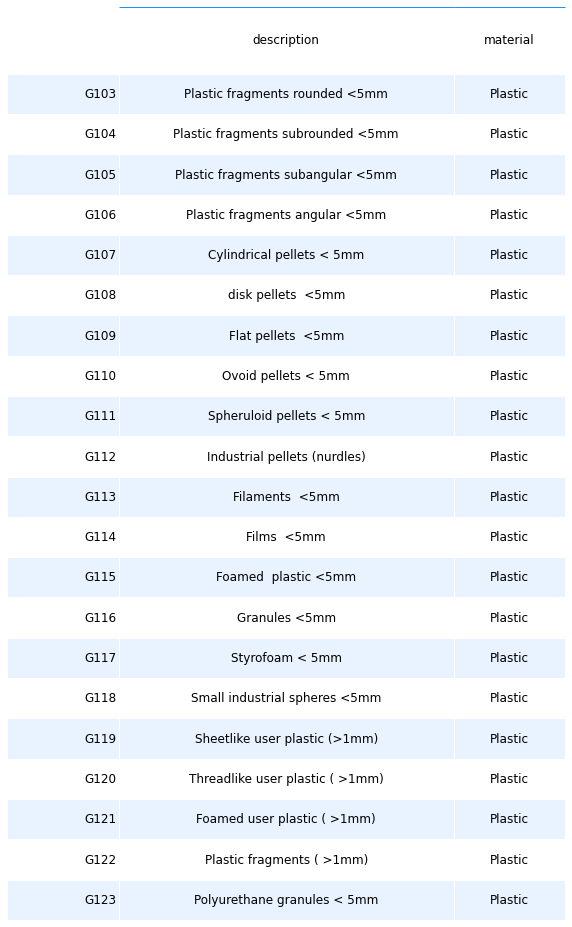 description material
G103 Plastic fragments rounded <5mm Plastic
G104 Plastic fragments subrounded <5mm Plastic
G105 Plastic fragments subangular <5mm Plastic
G106 Plastic fragments angular <5mm Plastic
G107 Cylindrical pellets < 5mm Plastic
G108 disk pellets  <5mm Plastic
G109 Flat pellets  <5mm Plastic
G110 Ovoid pellets < 5mm Plastic
G111 Spheruloid pellets < 5mm Plastic
G112 Industrial pellets (nurdles) Plastic
G113 Filaments  <5mm Plastic
G114 Films  <5mm Plastic
G115 Foamed  plastic <5mm Plastic
G116 Granules <5mm Plastic
G117 Styrofoam < 5mm Plastic
G118 Small industrial spheres <5mm Plastic
G119 Sheetlike user plastic (>1mm) Plastic
G120 Threadlike user plastic ( >1mm) Plastic
G121 Foamed user plastic ( >1mm) Plastic
G122 Plastic fragments ( >1mm) Plastic
G123 Polyurethane granules < 5mm Plastic